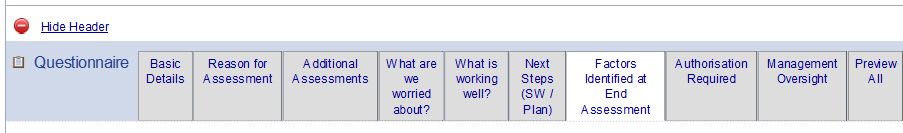 Hide Header
Questionnaire
Basic
Details
Reason for
Assessment
Additional
Assessments
What are
we
worried
about?
What is
working
well?
Next
Steps
(SW /
Plan)
Factors
Identified at
End
Assessment
Authorisation
Required
Management
Oversight
Preview
All